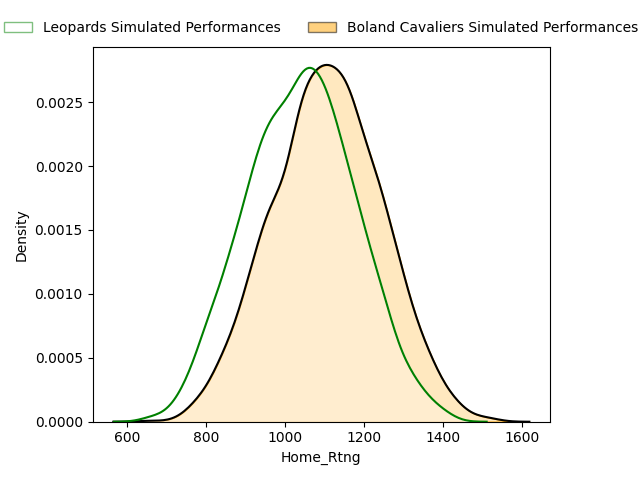 Leopards Simulated Performances
Boland Cavaliers Simulated Performances
0.0025
0.0020
0.0015
0.0010
0.0005
0.0000
Density
600 800 1000 1200 1400 1600
Home_Rtng